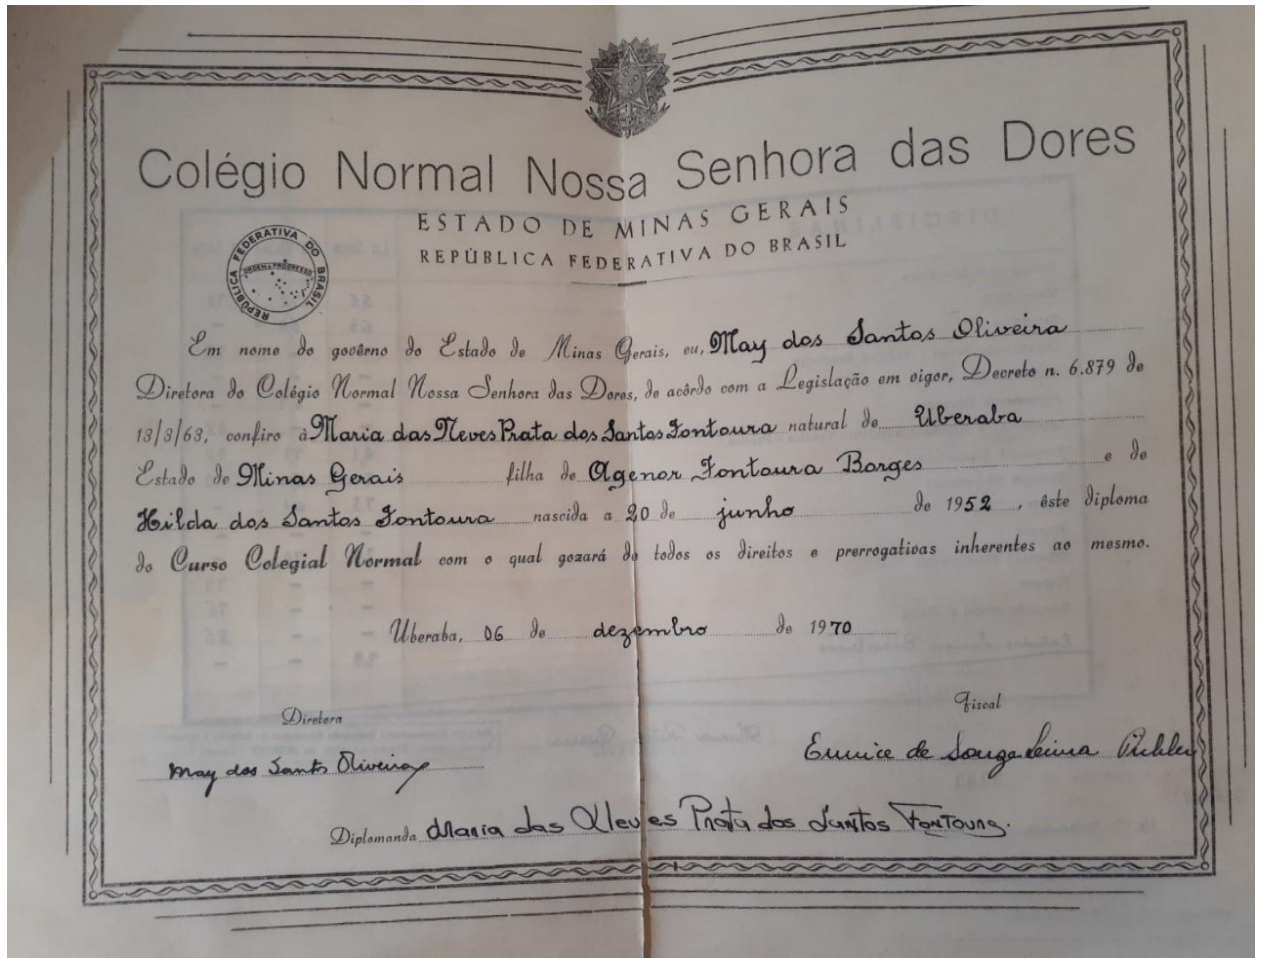 Colégio Normal Nossa Senhora das Dores
ESTADO DE MINAS GERAIS
REPÚBLICA FEDERATIVA DO BRASIL
REPÚBLICA FEDERATIVA DO BRASIL
ORDEM E PROGRESSO
Em nome do govêrno do Estado de Minas Gerais, eu, May dos Santos Oliveira
Diretora do Colégio Normal Nossa Senhora das Dores, de acôrdo com a Legislação em vigor, Decreto n. 6.879 de
13/3/63, confiro à Maria das Neves Prata dos Santos Fontoura natural de Uberaba
Estado de Minas Gerais filha de Agenor Fontoura Borges e de
Hilda dos Santos Fontoura nascida a 20 de junho de 1952, êste diploma
do Curso Colegial Normal com o qual gozará de todos os direitos e prerrogativas inherentes ao mesmo.
Uberaba, 06 de dezembro de 1970
Diretora
Fiscal
May dos Santos Oliveira
Eunice de Souza Lima
Diplomanda Maria das Neves Prata dos Santos Fontoura.